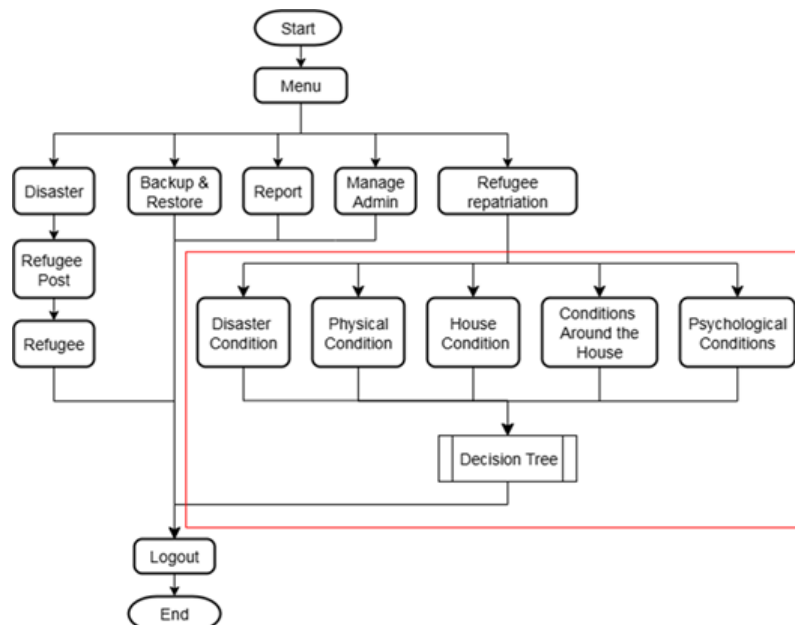 Start
Menu
Disaster
Backup &
Restore
Report
Manage
Admin
Refugee
repatriation
Refugee
Post
Refugee
Disaster
Condition
Physical
Condition
House
Condition
Conditions
Around the
House
Psychological
Conditions
Decision Tree
Logout
End